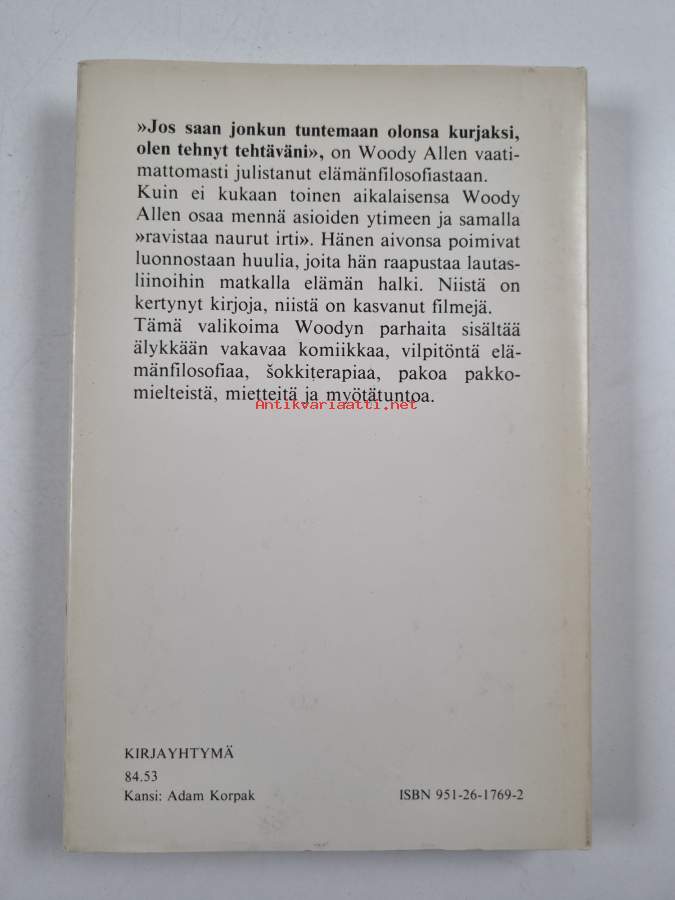 »Jos saan jonkun tuntemaan olonsa kurjaksi,
olen tehnyt tehtäväni», on Woody Allen vaati-
mattomasti julistanut elämänfilosofiastaan.
Kuin ei kukaan toinen aikalaisensa Woody
Allen osaa mennä asioiden ytimeen ja samalla
»ravistaa naurut irti». Hänen aivonsa poimivat
luonnostaan huulia, joita hän raapustaa lautas-
liinoihin matkalla elämän halki. Niistä on
kertynyt kirjoja, niistä on kasvanut filmejä.
Tämä valikoima Woodyn parhaita sisältää
älykkään vakavaa komiikkaa, vilpitöntä elä-
mänfilosofiaa, šokkiterapiaa, pakoa pakko-
mielteistä, mietteitä ja myötätuntoa.
Antikvariaatti.net
KIRJAYHTYMÄ
84.53
Kansi: Adam Korpak ISBN 951-26-1769-2